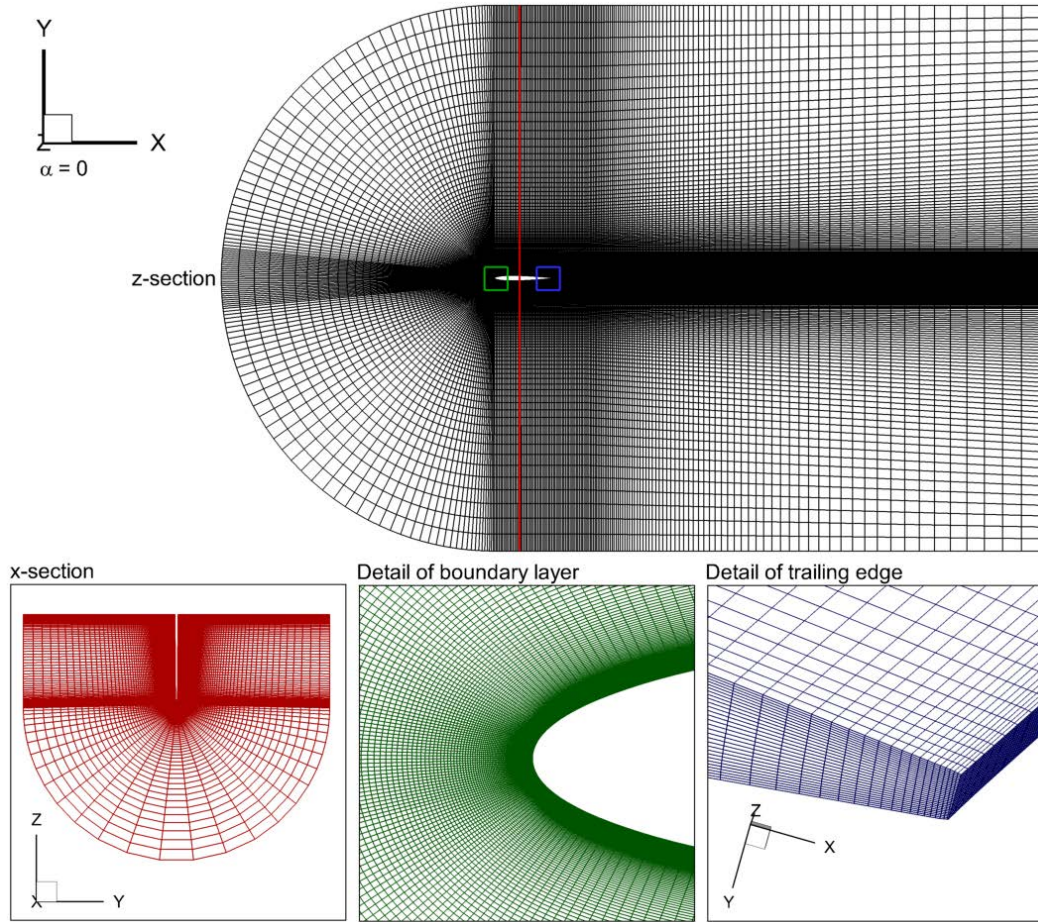 Y
Z
X
α = 0
z-section
x-section
Detail of boundary layer
Detail of trailing edge
Z
X
Y
Z
X
Y